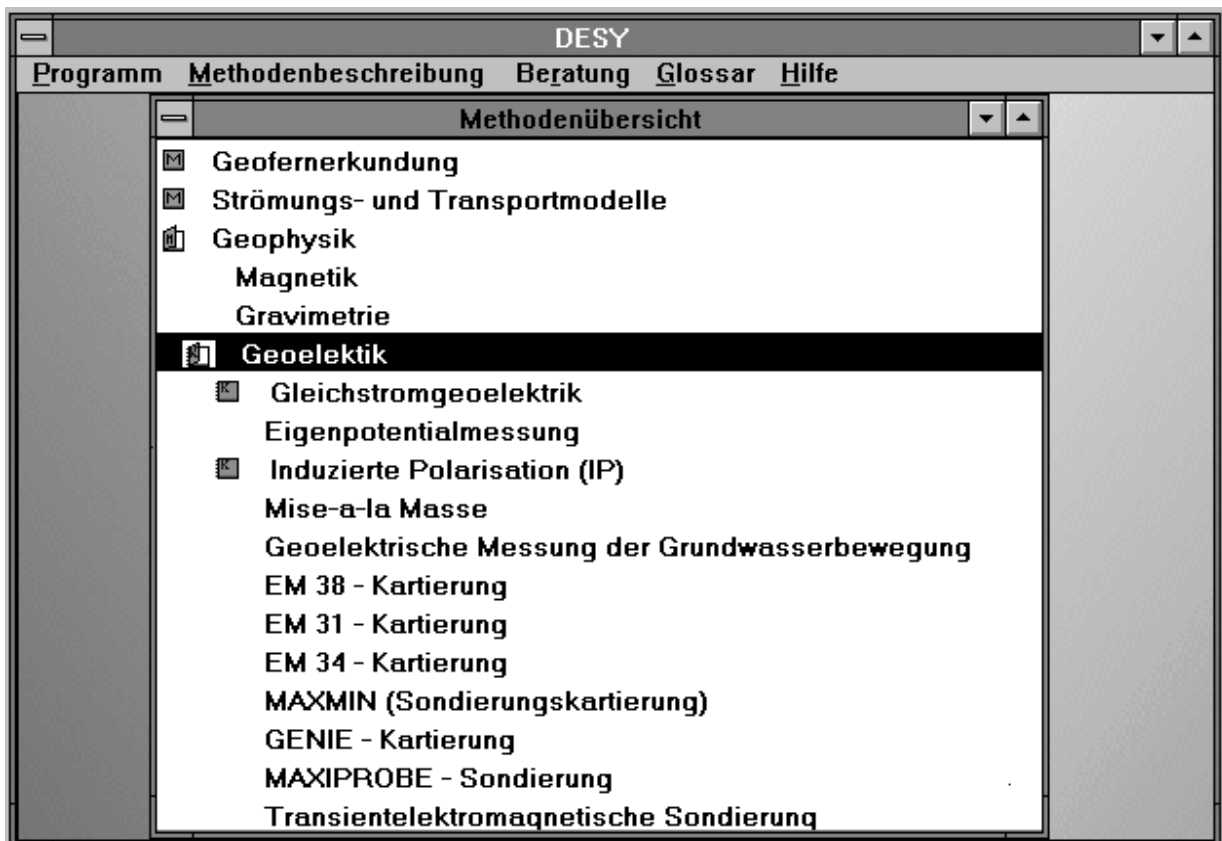 DESY
Programm Methodenbeschreibung Beratung Glossar Hilfe
Methodenübersicht
M Geofernerkundung
M Strömungs- und Transportmodelle
Geophysik
Magnetik
Gravimetrie
Geoelektik
K Gleichstromgeoelektrik
Eigenpotentialmessung
K Induzierte Polarisation (IP)
Mise-a-la Masse
Geoelektrische Messung der Grundwasserbewegung
EM 38 - Kartierung
EM 31 - Kartierung
EM 34 - Kartierung
MAXMIN (Sondierungskartierung)
GENIE - Kartierung
MAXIPROBE - Sondierung
Transientelektromagnetische Sondierung